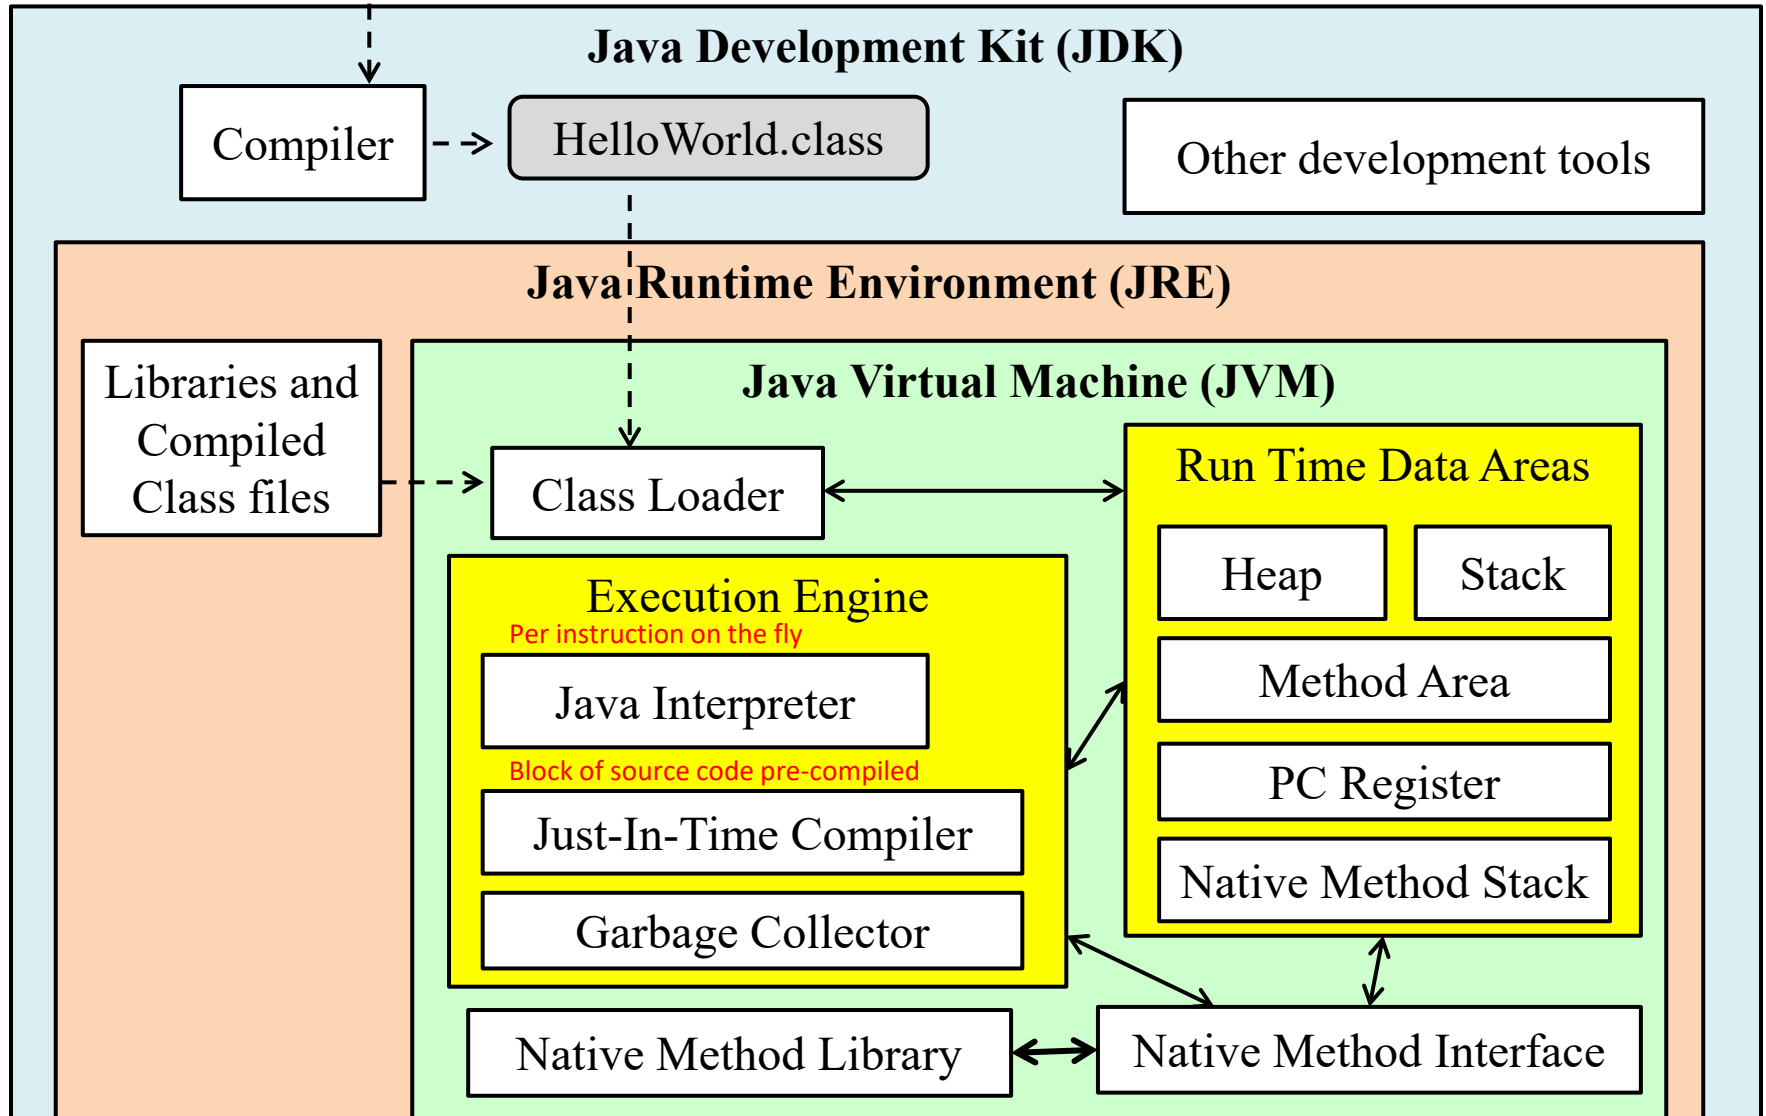 Java Development Kit (JDK)
Compiler
HelloWorld.class
Other development tools
Java Runtime Environment (JRE)
Libraries and
Compiled
Class files
Java Virtual Machine (JVM)
Class Loader
Run Time Data Areas
Heap
Stack
Method Area
PC Register
Native Method Stack
Execution Engine
Per instruction on the fly
Java Interpreter
Block of source code pre-compiled
Just-In-Time Compiler
Garbage Collector
Native Method Library
Native Method Interface